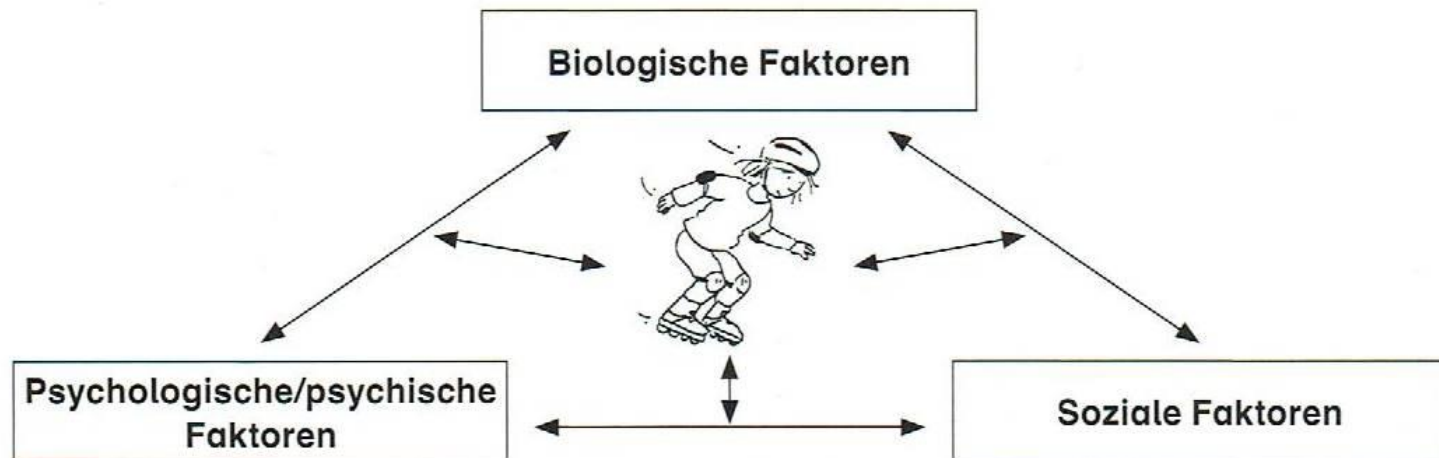 Biologische Faktoren
Psychologische/psychische
Faktoren
Soziale Faktoren